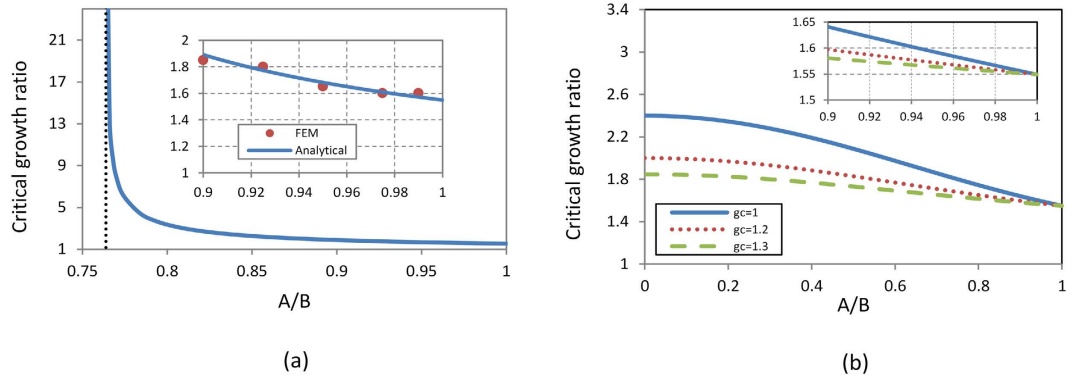 (a)
Critical growth ratio
21
17
13
9
5
1
0.75 0.8 0.85 0.9 0.95 1
A/B
2
1.8
1.6
1.4
1.2
1
0.9 0.92 0.94 0.96 0.98 1
FEM
Analytical
(a)
(b)
Critical growth ratio
3.4
3
2.6
2.2
1.8
1.4
1
0 0.2 0.4 0.6 0.8 1
A/B
1.65
1.6
1.55
1.5
0.9 0.92 0.94 0.96 0.98 1
gc=1
gc=1.2
gc=1.3
(b)